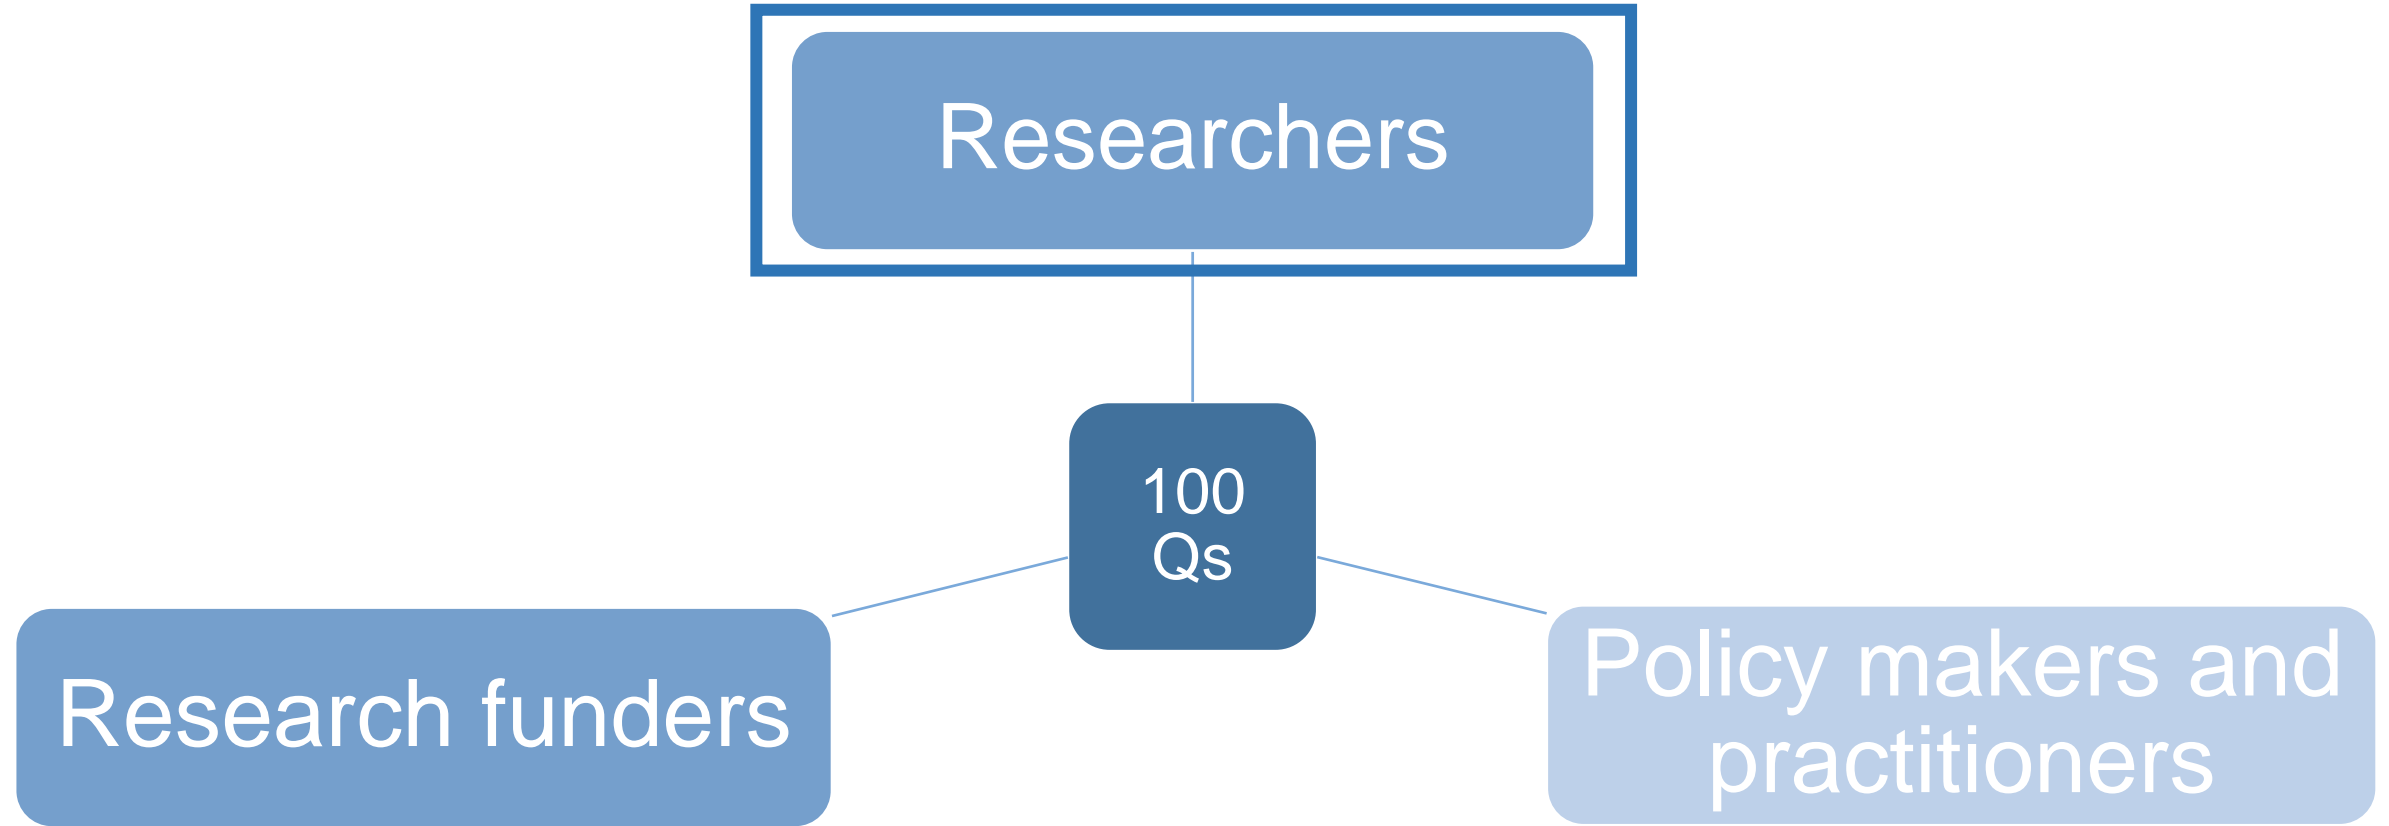 Researchers
100
Qs
Research funders
Policy makers and
practitioners